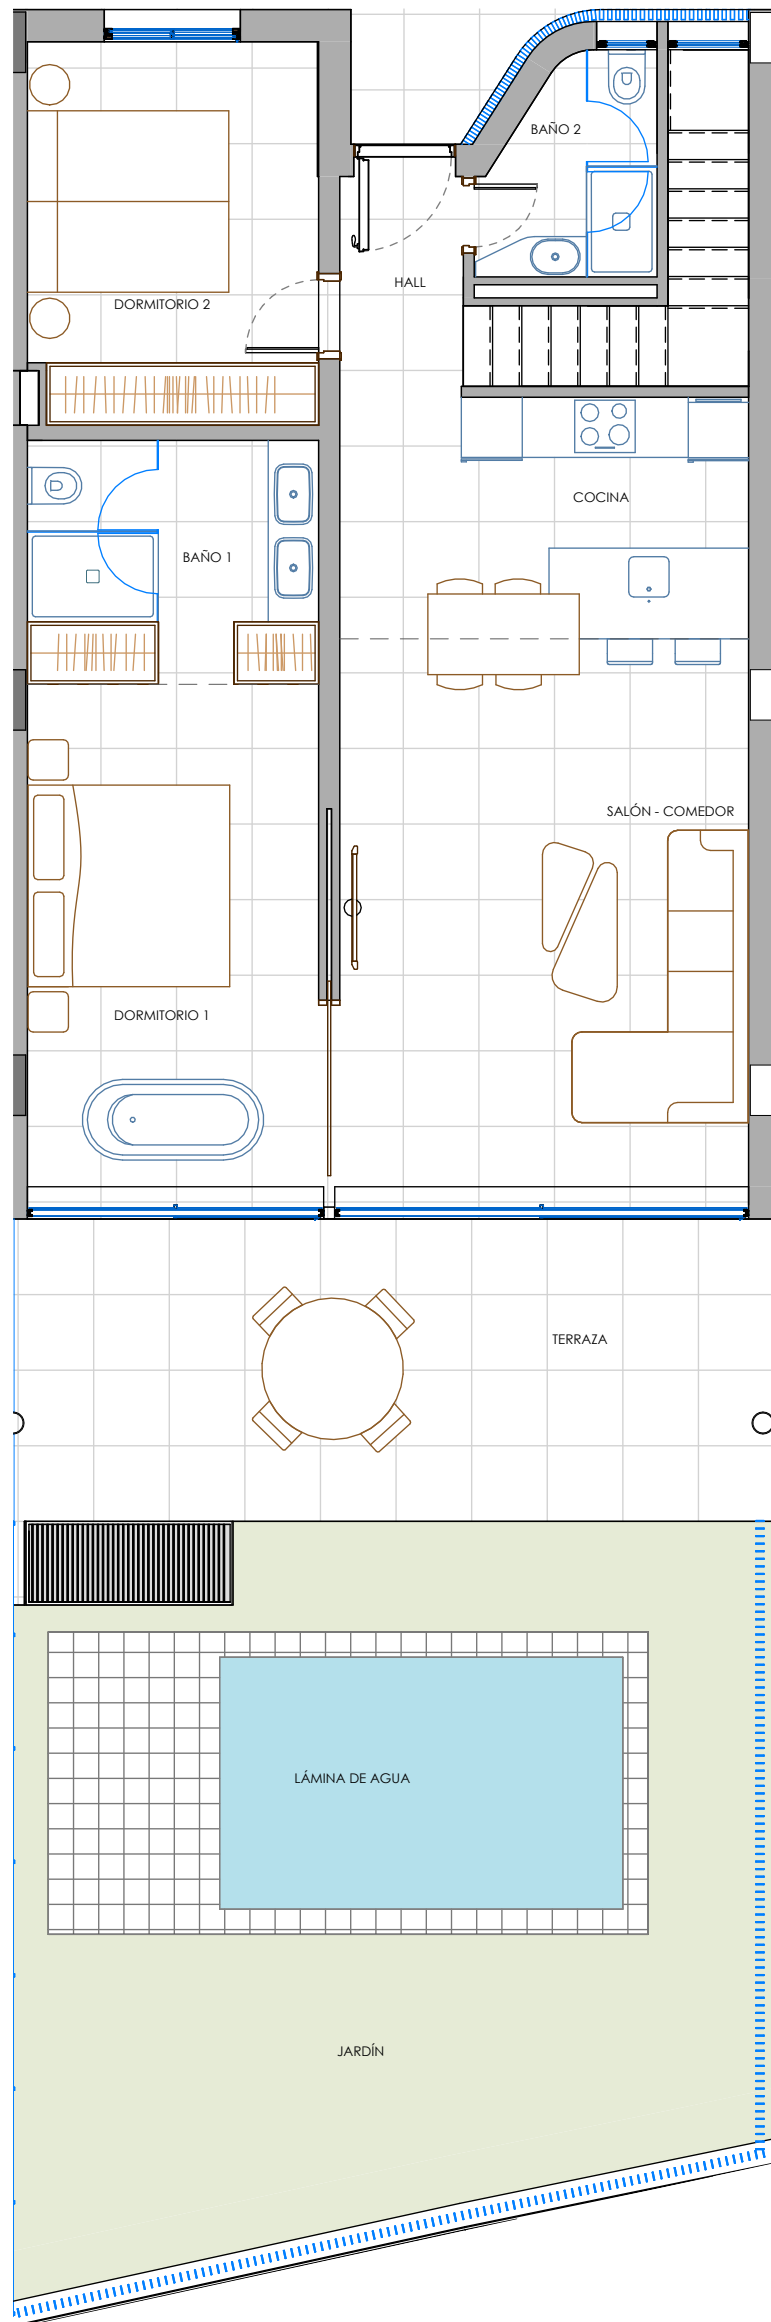 BAÑO 2
HALL
DORMITORIO 2
COCINA
BAÑO 1
SALÓN - COMEDOR
DORMITORIO 1
TERRAZA
LÁMINA DE AGUA
JARDÍN